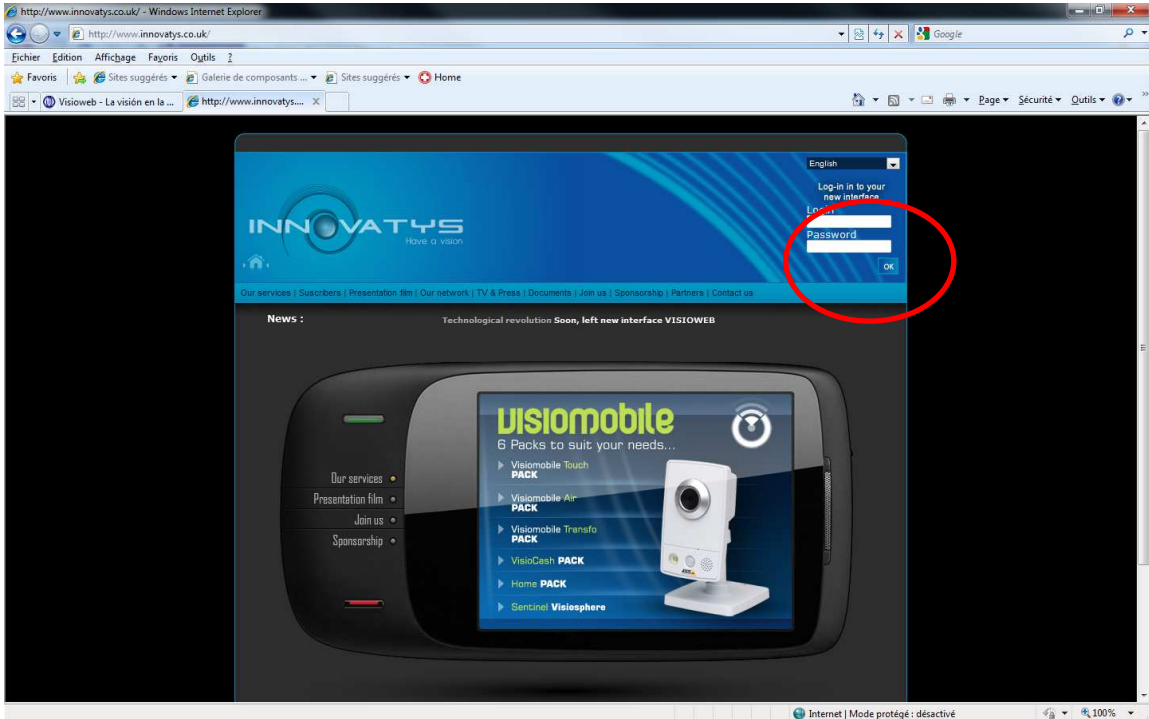 http://www.innovatys.co.uk/ - Windows Internet Explorer
http://www.innovatys.co.uk/
Google
Fichier Edition Affichage Favoris Outils ?
Favoris Sites suggérés Galerie de composants ... Sites suggérés Home
Visioweb - La visión en la ... http://www.innovatys.... X Page Sécurité Outils »
English
Log-in in to your
new interface
Login
Password
OK
INNOVATYS
Have a vision
Our services | Suscribers | Presentation film | Our network | TV & Press | Documents | Join us | Sponsorship | Partners | Contact us
News : Technological revolution Soon, left new interface VISIOWEB
Our services
Presentation film
Join us
Sponsorship
visiomobile
6 Packs to suit your needs...
Visiomobile Touch
PACK
Visiomobile Air
PACK
Visiomobile Transfo
PACK
VisioCash PACK
Home PACK
Sentinel Visiosphere
AXIS
Internet | Mode protégé : désactivé 100%